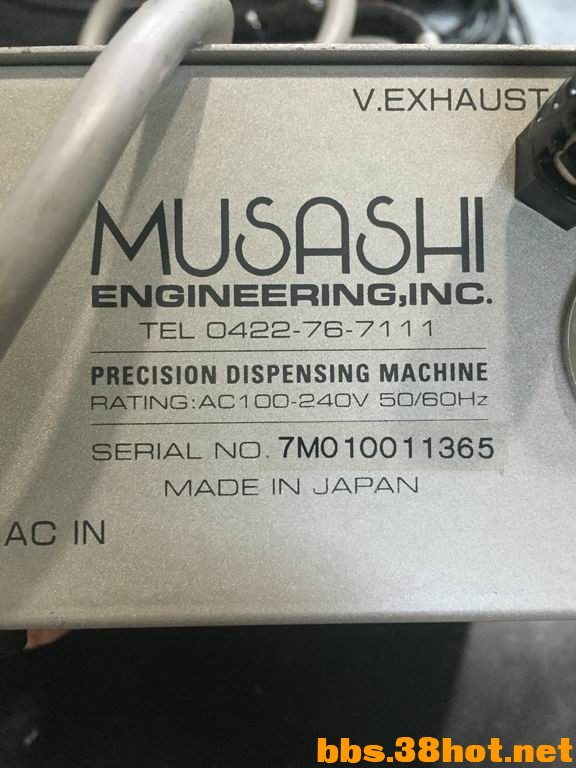 V.EXHAUST
MUSASHI
ENGINEERING,INC.
TEL 0422-76-7111
PRECISION DISPENSING MACHINE
RATING:AC100-240V 50/60Hz
SERIAL NO. 7M010011365
MADE IN JAPAN
AC IN
bbs.38hot.net